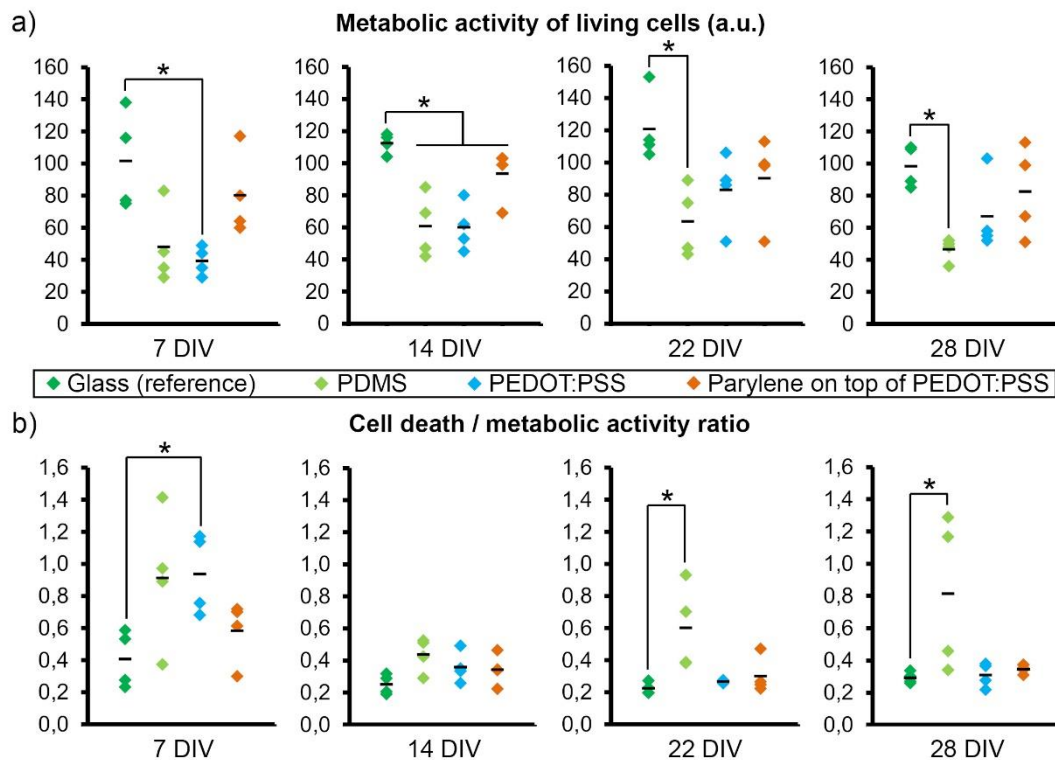 a) Metabolic activity of living cells (a.u.)
* * * *
160 160 160 160
140 140 140 140
120 120 120 120
100 100 100 100
80 80 80 80
60 60 60 60
40 40 40 40
20 20 20 20
0 0 0 0
7 DIV 14 DIV 22 DIV 28 DIV
Glass (reference) PDMS PEDOT:PSS Parylene on top of PEDOT:PSS
b) Cell death / metabolic activity ratio
* * *
1,6 1,6 1,6 1,6
1,4 1,4 1,4 1,4
1,2 1,2 1,2 1,2
1,0 1,0 1,0 1,0
0,8 0,8 0,8 0,8
0,6 0,6 0,6 0,6
0,4 0,4 0,4 0,4
0,2 0,2 0,2 0,2
0,0 0,0 0,0 0,0
7 DIV 14 DIV 22 DIV 28 DIV